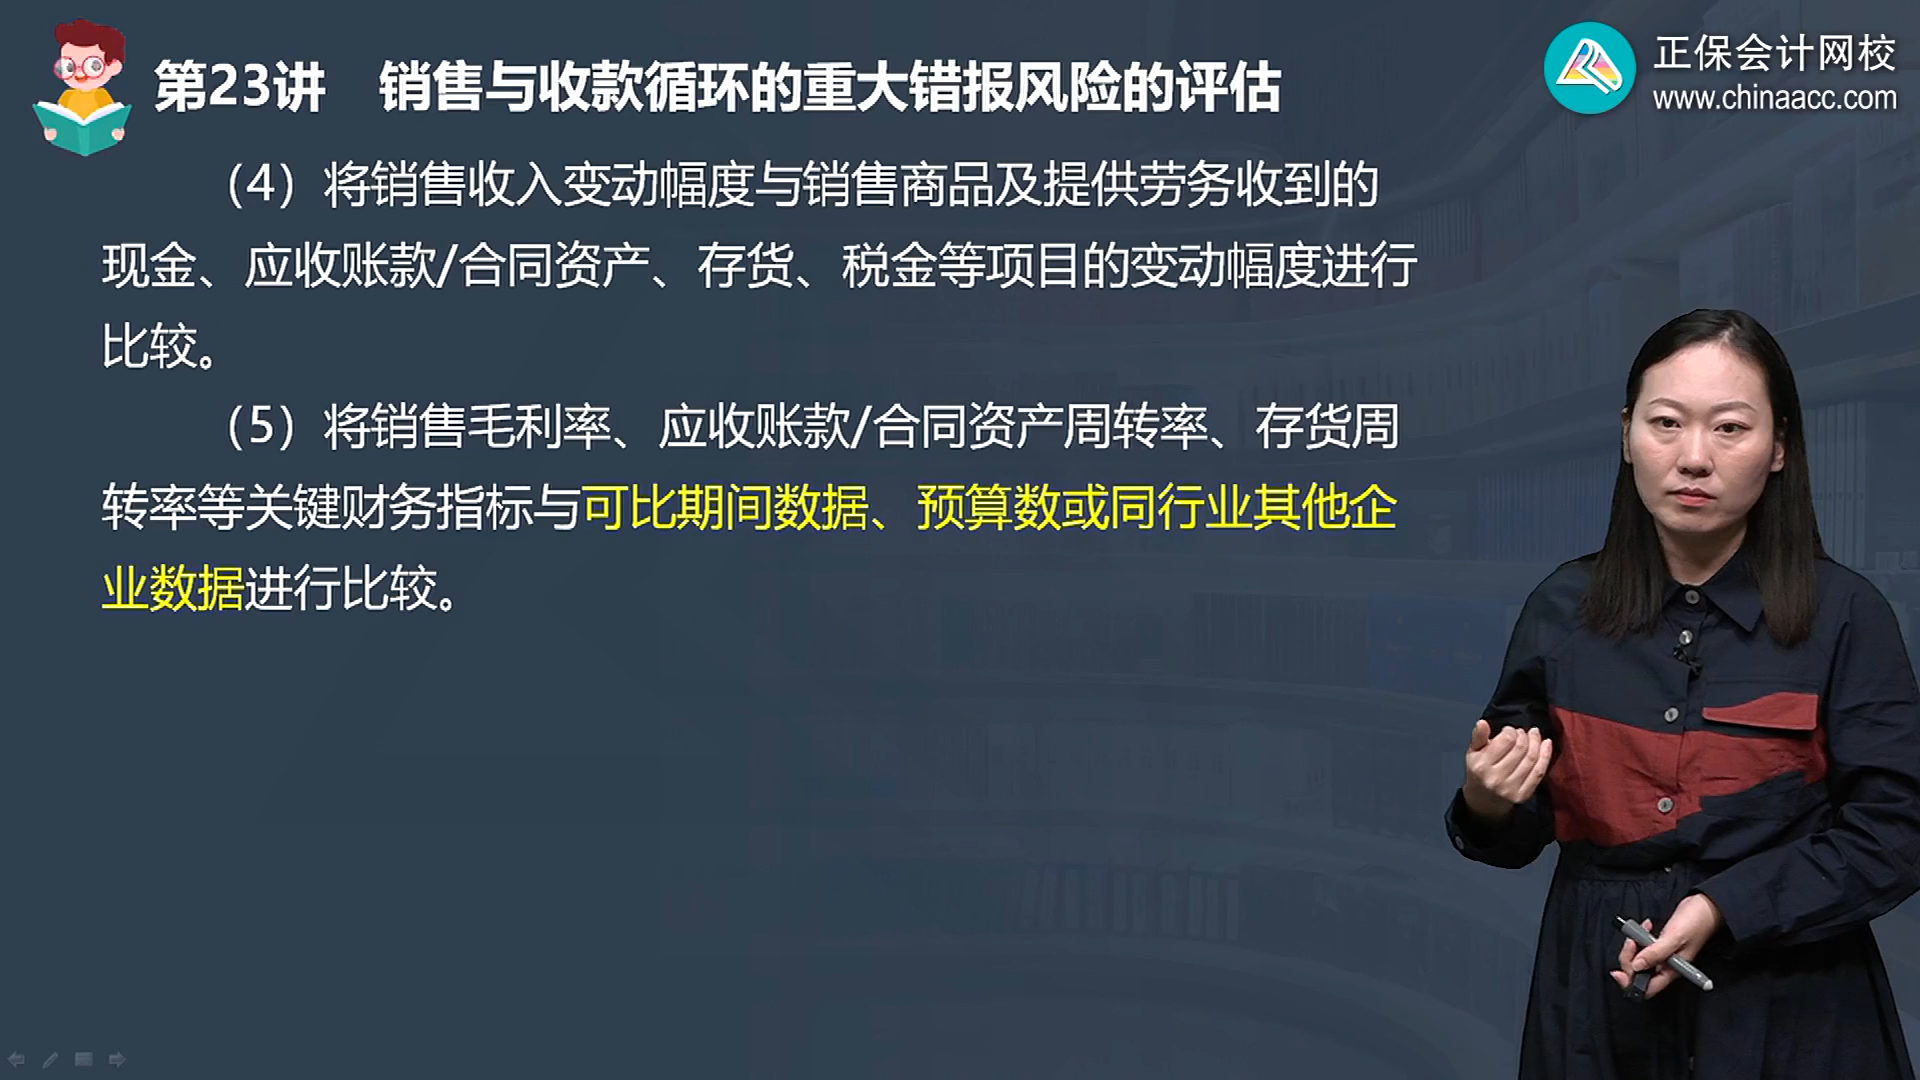 第23讲 销售与收款循环的重大错报风险的评估
正保会计网校
www.chinaacc.com
（4）将销售收入变动幅度与销售商品及提供劳务收到的
现金、应收账款/合同资产、存货、税金等项目的变动幅度进行
比较。
（5）将销售毛利率、应收账款/合同资产周转率、存货周
转率等关键财务指标与可比期间数据、预算数或同行业其他企
业数据进行比较。